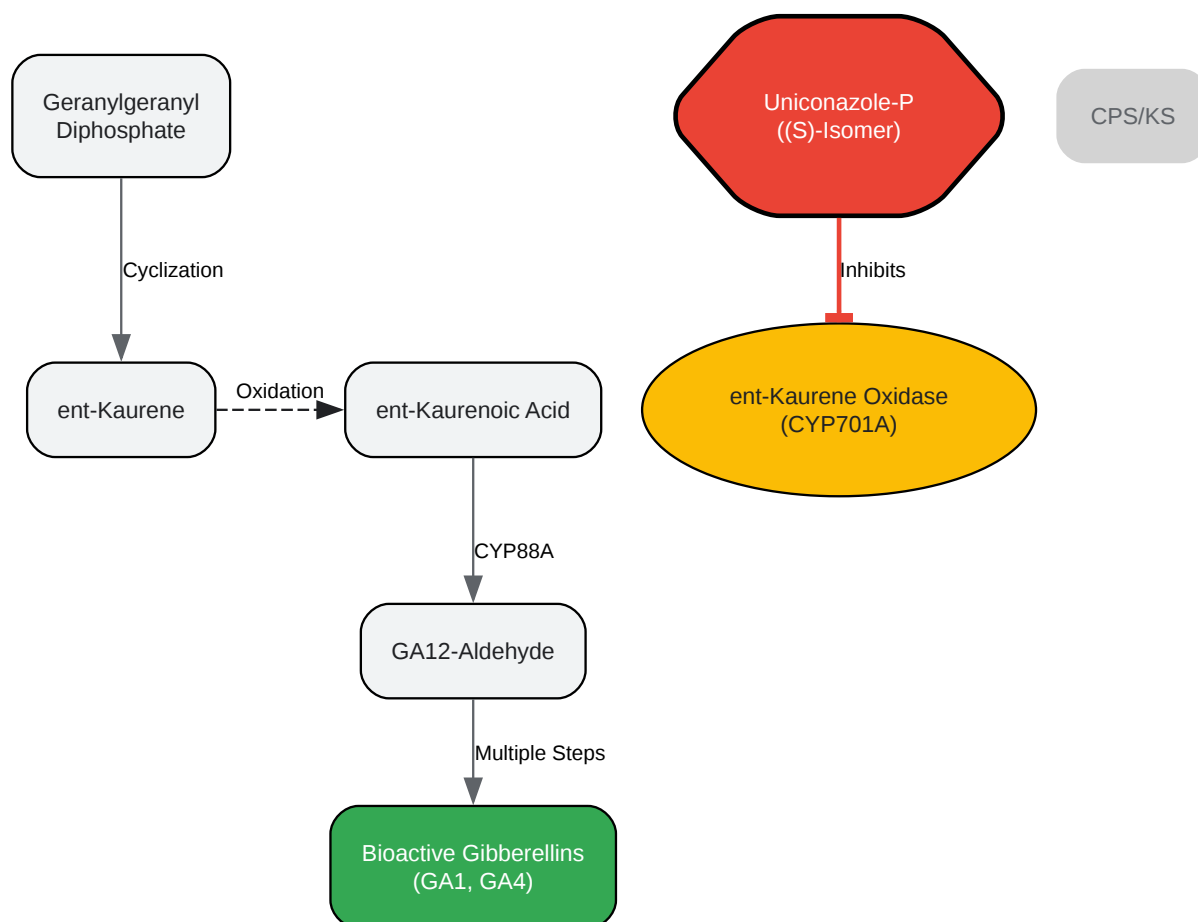 Geranylgeranyl
Diphosphate
Uniconazole-P
((S)-Isomer)
CPS/KS
Cyclization
Inhibits
ent-Kaurene
Oxidation
ent-Kaurenoic Acid
ent-Kaurene Oxidase
(CYP701A)
CYP88A
GA12-Aldehyde
Multiple Steps
Bioactive Gibberellins
(GA1, GA4)